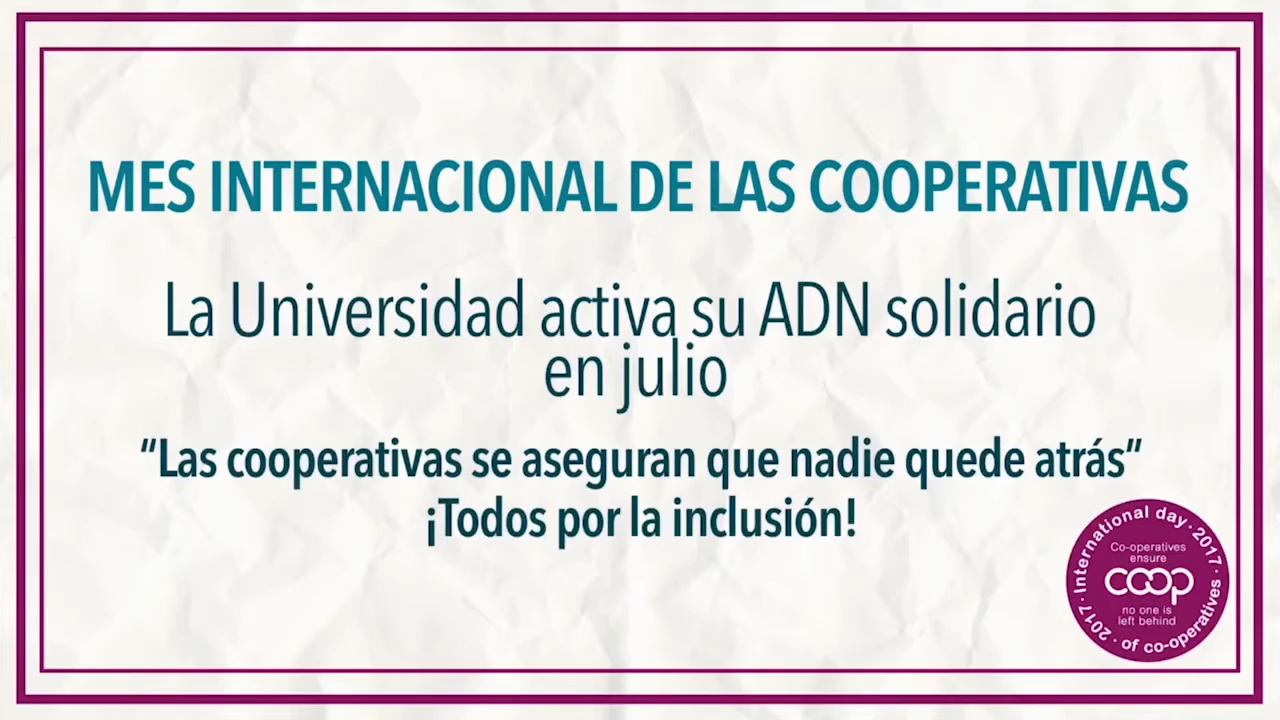 MES INTERNACIONAL DE LAS COOPERATIVAS
La Universidad activa su ADN solidario
en julio
“Las cooperativas se aseguran que nadie quede atrás“
¡Todos por la inclusión!
· International day · 2017 · of co-operatives · 2017
Co-operatives
ensure
coop
no one is
left behind